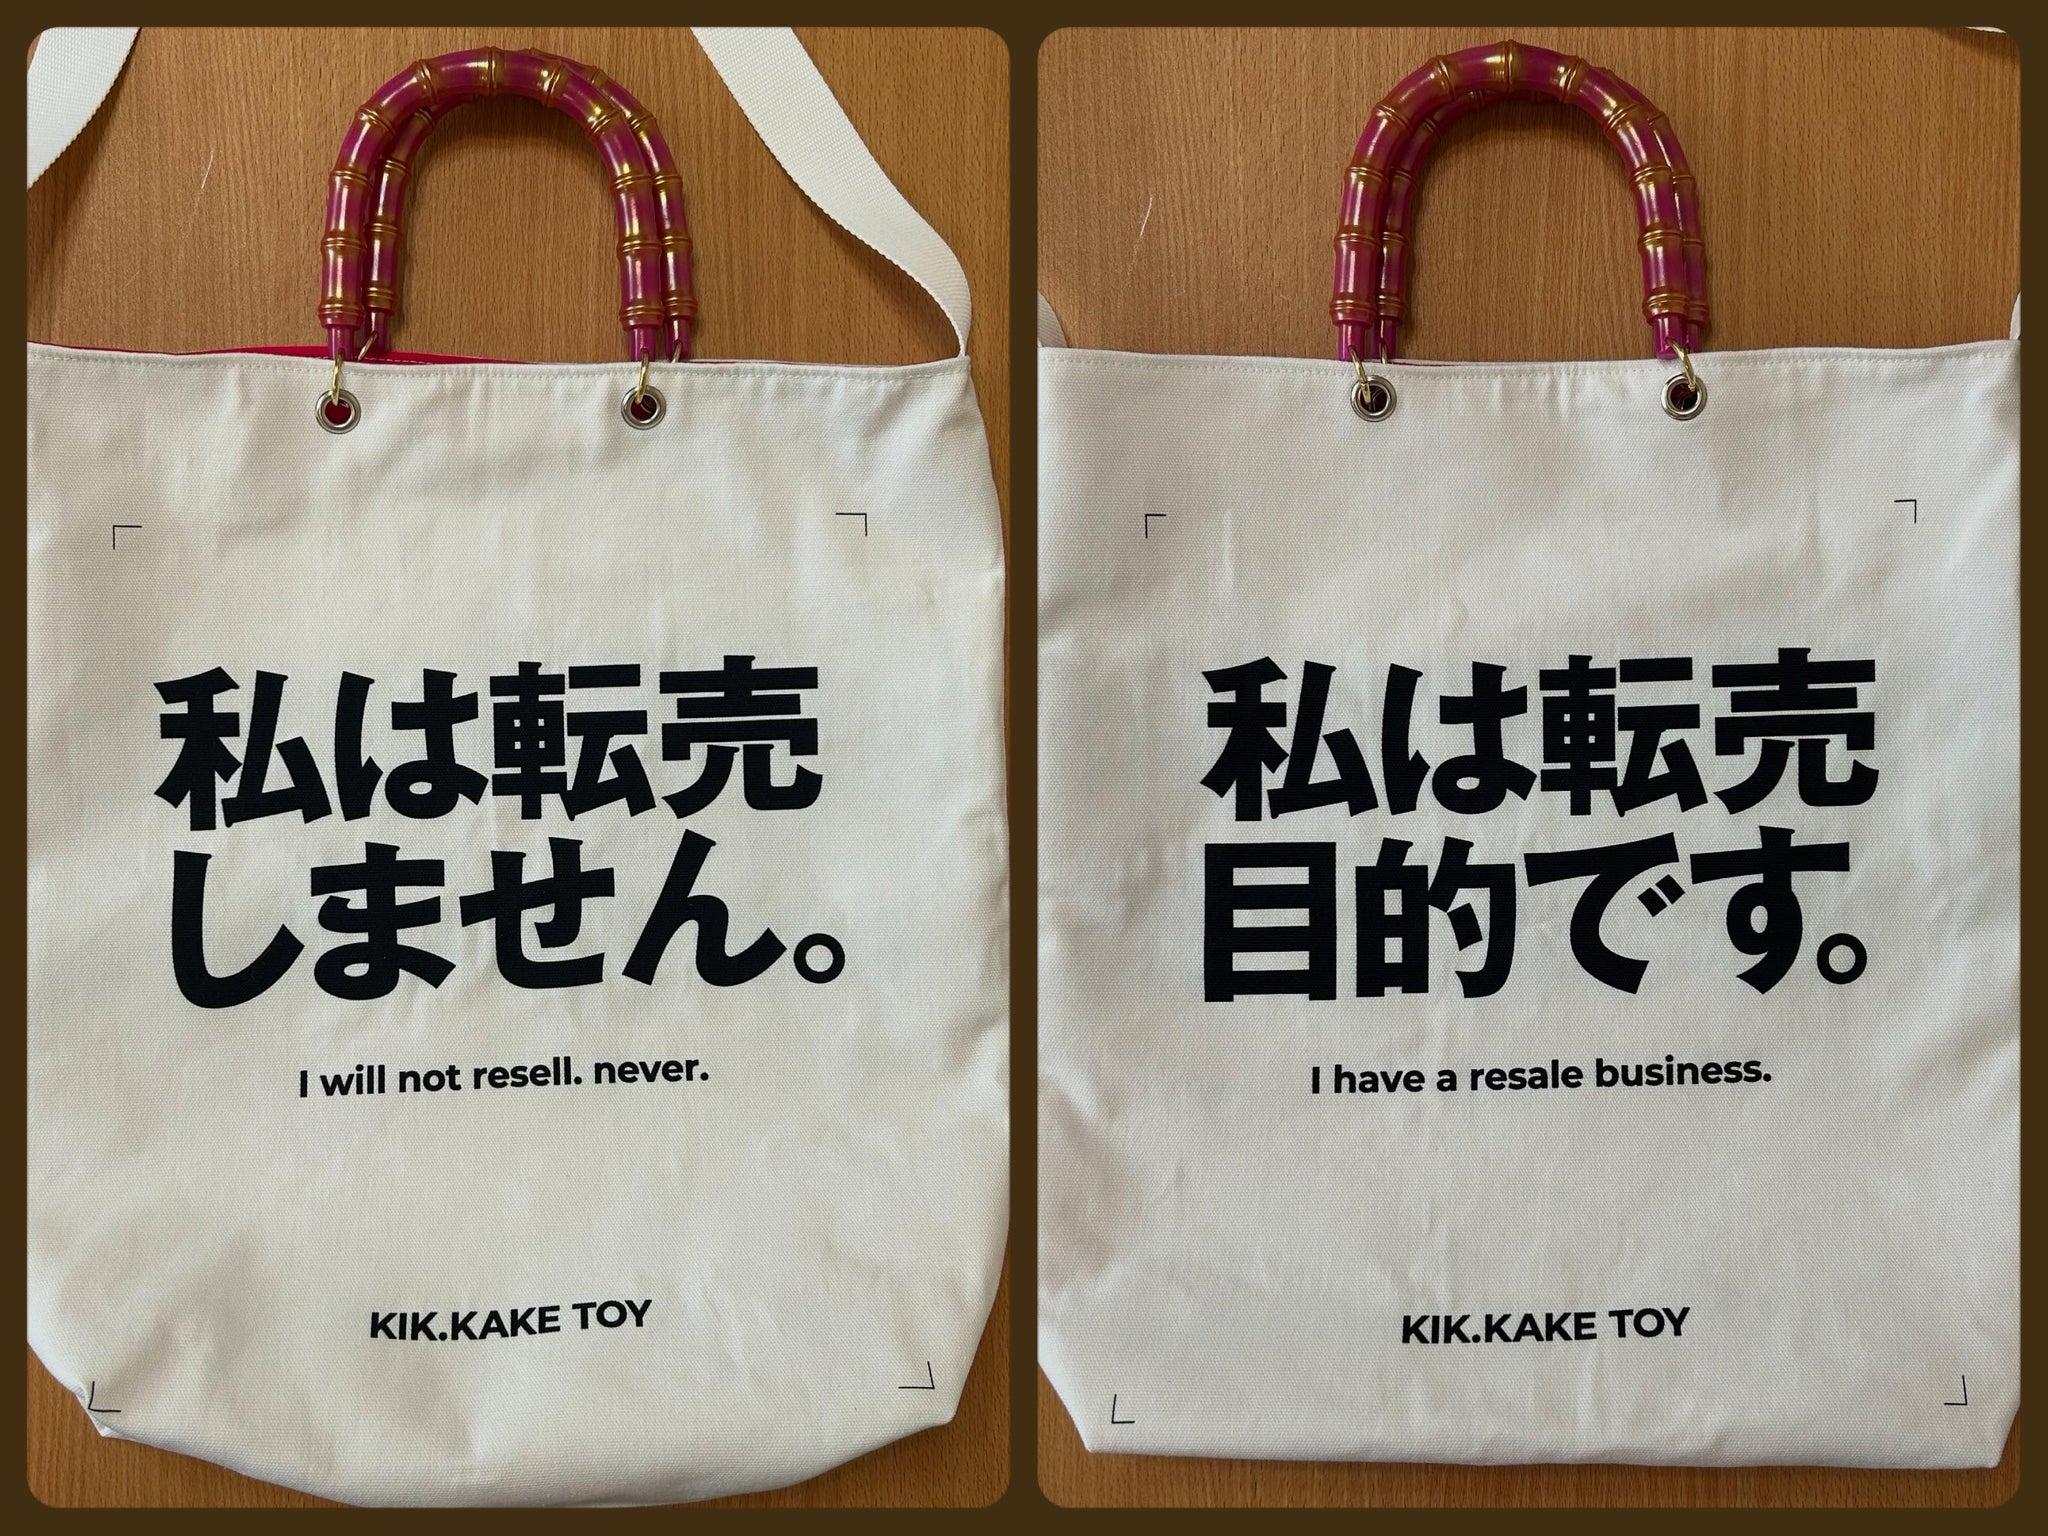 私は転売
しません。
I will not resell. never.
KIK.KAKE TOY
私は転売
目的です。
I have a resale business.
KIK.KAKE TOY